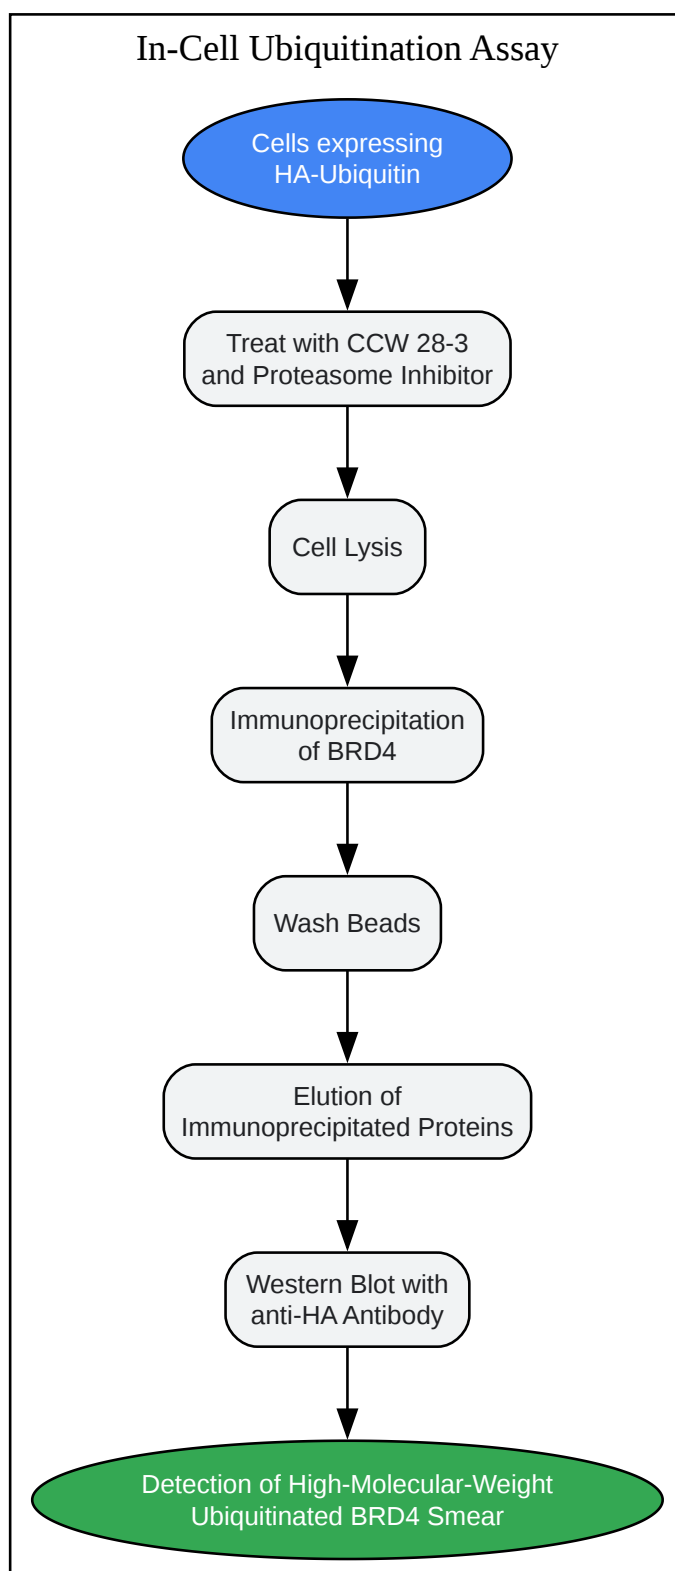 In-Cell Ubiquitination Assay
Cells expressing
HA-Ubiquitin
Treat with CCW 28-3
and Proteasome Inhibitor
Cell Lysis
Immunoprecipitation
of BRD4
Wash Beads
Elution of
Immunoprecipitated Proteins
Western Blot with
anti-HA Antibody
Detection of High-Molecular-Weight
Ubiquitinated BRD4 Smear